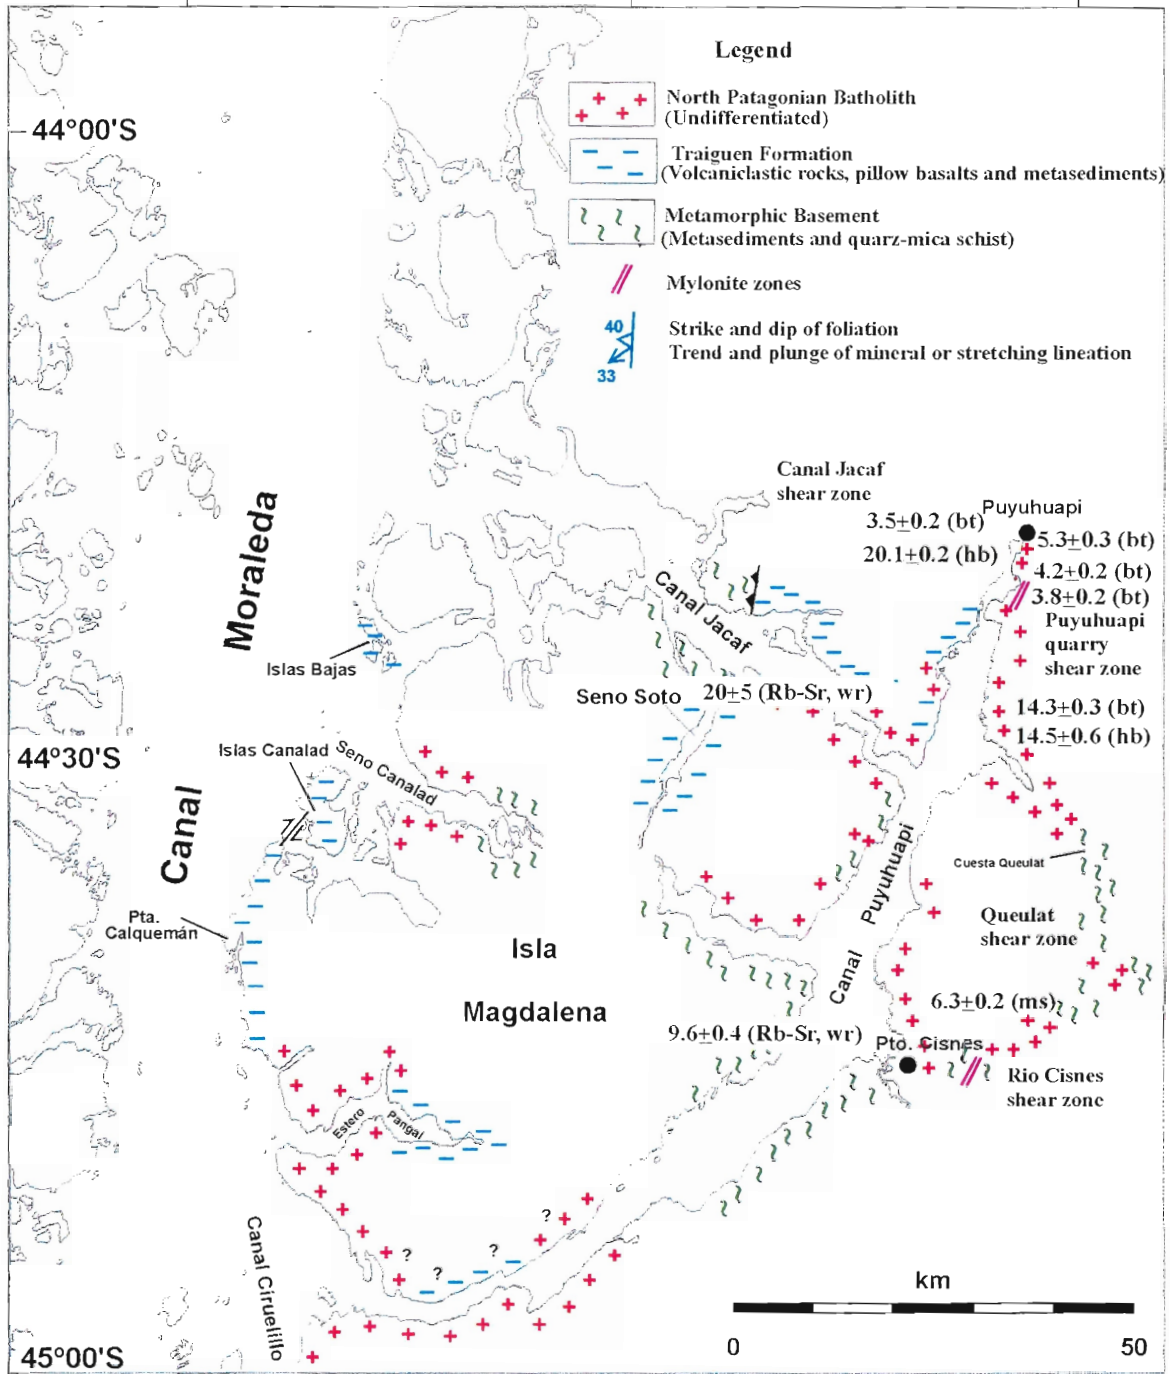 Legend
North Patagonian Batholith
(Undifferentiated)
Traiguen Formation
(Volcaniclastic rocks, pillow basalts and metasediments)
Metamorphic Basement
(Metasediments and quarz-mica schist)
Mylonite zones
40
33
Strike and dip of foliation
Trend and plunge of mineral or stretching lineation
44°00'S
Canal Jacaf
shear zone
Puyuhuapi
3.5±0.2 (bt)
20.1±0.2 (hb)
5.3±0.3 (bt)
4.2±0.2 (bt)
3.8±0.2 (bt)
Puyuhuapi
quarry
shear zone
Canal Jacaf
Moraleda
Islas Bajas
Seno Soto
20±5 (Rb-Sr, wr)
14.3±0.3 (bt)
14.5±0.6 (hb)
44°30'S
Islas Canalad
Seno Canalad
Canal
Cuesta Queulat
Canal Puyuhuapi
Pta.
Calquemán
Queulat
shear zone
Isla
Magdalena
6.3±0.2 (ms)
9.6±0.4 (Rb-Sr, wr)
Pto. Cisnes
Rio Cisnes
shear zone
Estero
Pangal
?
?
?
?
Canal Ciruelillo
km
0
50
45°00'S